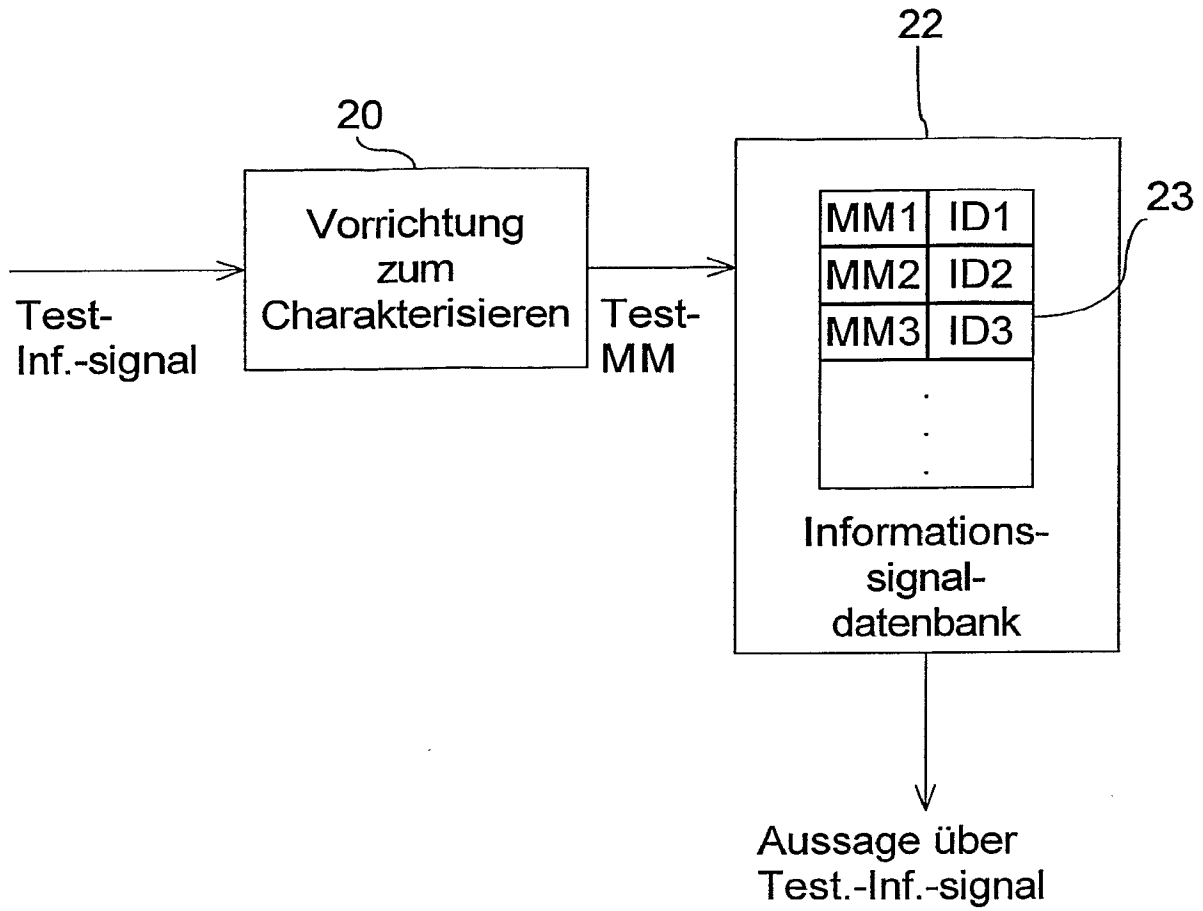 22
20
Vorrichtung
zum
Charakterisieren
Test-
Inf.-signal
Test-
MM
MM1 ID1
MM2 ID2
MM3 ID3
23
.
.
.
Informations-
signal-
datenbank
Aussage über
Test.-Inf.-signal